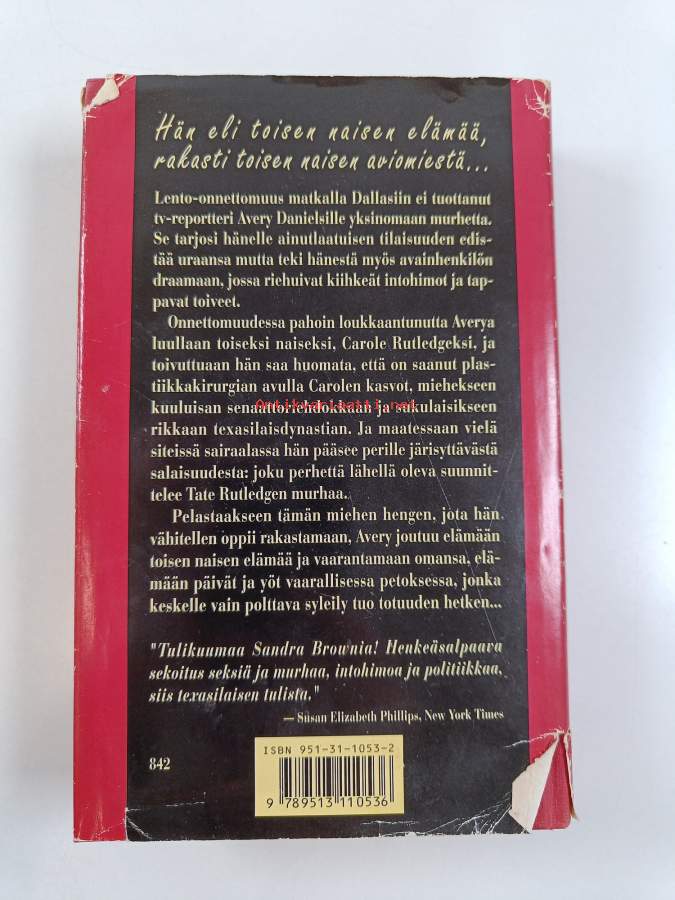 Hän eli toisen naisen elämää,
rakasti toisen naisen aviomiestä...
Lento-onnettomuus matkalla Dallasiin ei tuottanut
tv-reportteri Avery Danielsille yksinomaan murhetta.
Se tarjosi hänelle ainutlaatuisen tilaisuuden edis-
tää uraansa mutta teki hänestä myös avainhenkilön
draamaan, jossa riehuivat kiihkeät intohimot ja tap-
pavat toiveet.
Onnettomuudessa pahoin loukkaantunutta Averya
luullaan toiseksi naiseksi, Carole Rutledgeksi, ja
toivuttuaan hän saa huomata, että on saanut plas-
tiikkakirurgian avulla Carolen kasvot, miehekseen
kuuluisan senaattoriehdokkaan ja sukulaisikseen
rikkaan texasilaisdynastian. Ja maatessaan vielä
siteissä sairaalassa hän pääsee perille järisyttävästä
salaisuudesta: joku perhettä lähellä oleva suunnit-
telee Tate Rutledgen murhaa.
Pelastaakseen tämän miehen hengen, jota hän
vähitellen oppii rakastamaan, Avery joutuu elämään
toisen naisen elämää ja vaarantamaan omansa, elä-
mään päivät ja yöt vaarallisessa petoksessa, jonka
keskelle vain polttava syleily tuo totuuden hetken...
"Tulikuumaa Sandra Brownia! Henkeäsalpaava
sekoitus seksiä ja murhaa, intohimoa ja politiikkaa,
siis texasilaisen tulista."
— Susan Elizabeth Phillips, New York Times
842
ISBN 951-31-1053-2
9 789513 110536
Antikvariaatti.net